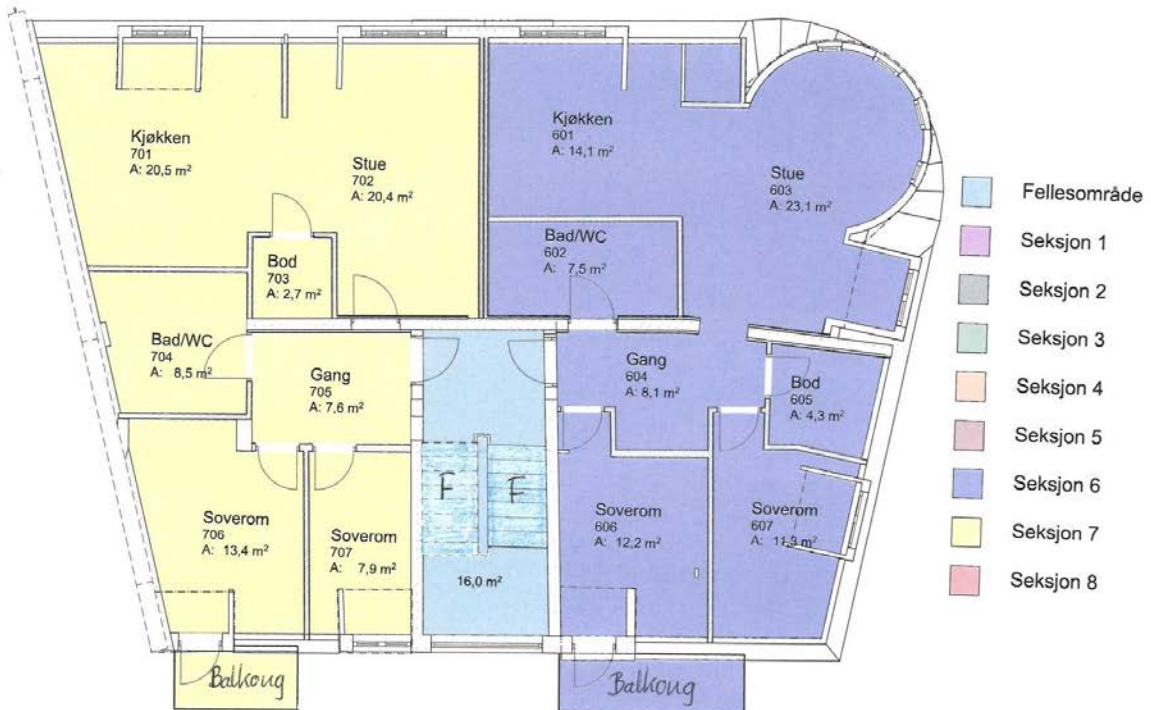 Kjøkken
701
A: 20,5 m²
Stue
702
A: 20,4 m²
Bod
703
A: 2,7 m²
Bad/WC
704
A: 8,5 m²
Gang
705
A: 7,6 m²
Soverom
706
A: 13,4 m²
Soverom
707
A: 7,9 m²
Balkong
F
F
16,0 m²
Kjøkken
601
A: 14,1 m²
Bad/WC
602
A: 7,5 m²
Stue
603
A: 23,1 m²
Gang
604
A: 8,1 m²
Bod
605
A: 4,3 m²
Soverom
606
A: 12,2 m²
Soverom
607
Balkong
Fellesområde
Seksjon 1
Seksjon 2
Seksjon 3
Seksjon 4
Seksjon 5
Seksjon 6
Seksjon 7
Seksjon 8